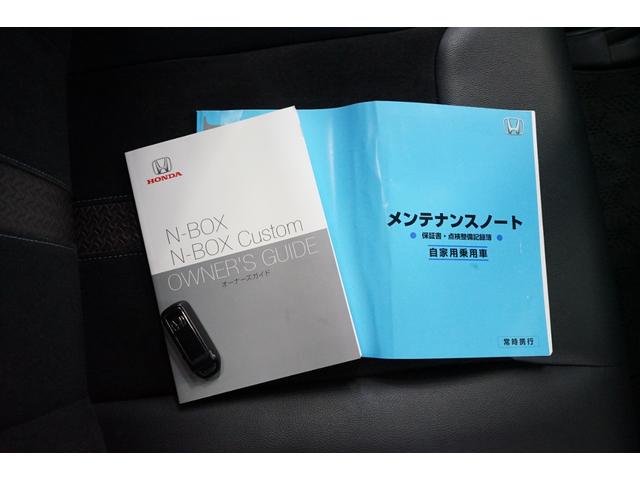 HONDA
N-BOX
N-BOX Custom
OWNER'S GUIDE
オーナーズガイド
メンテナンスノート
● 保証書・点検整備記録簿 ●
自家用乗用車
常時携行